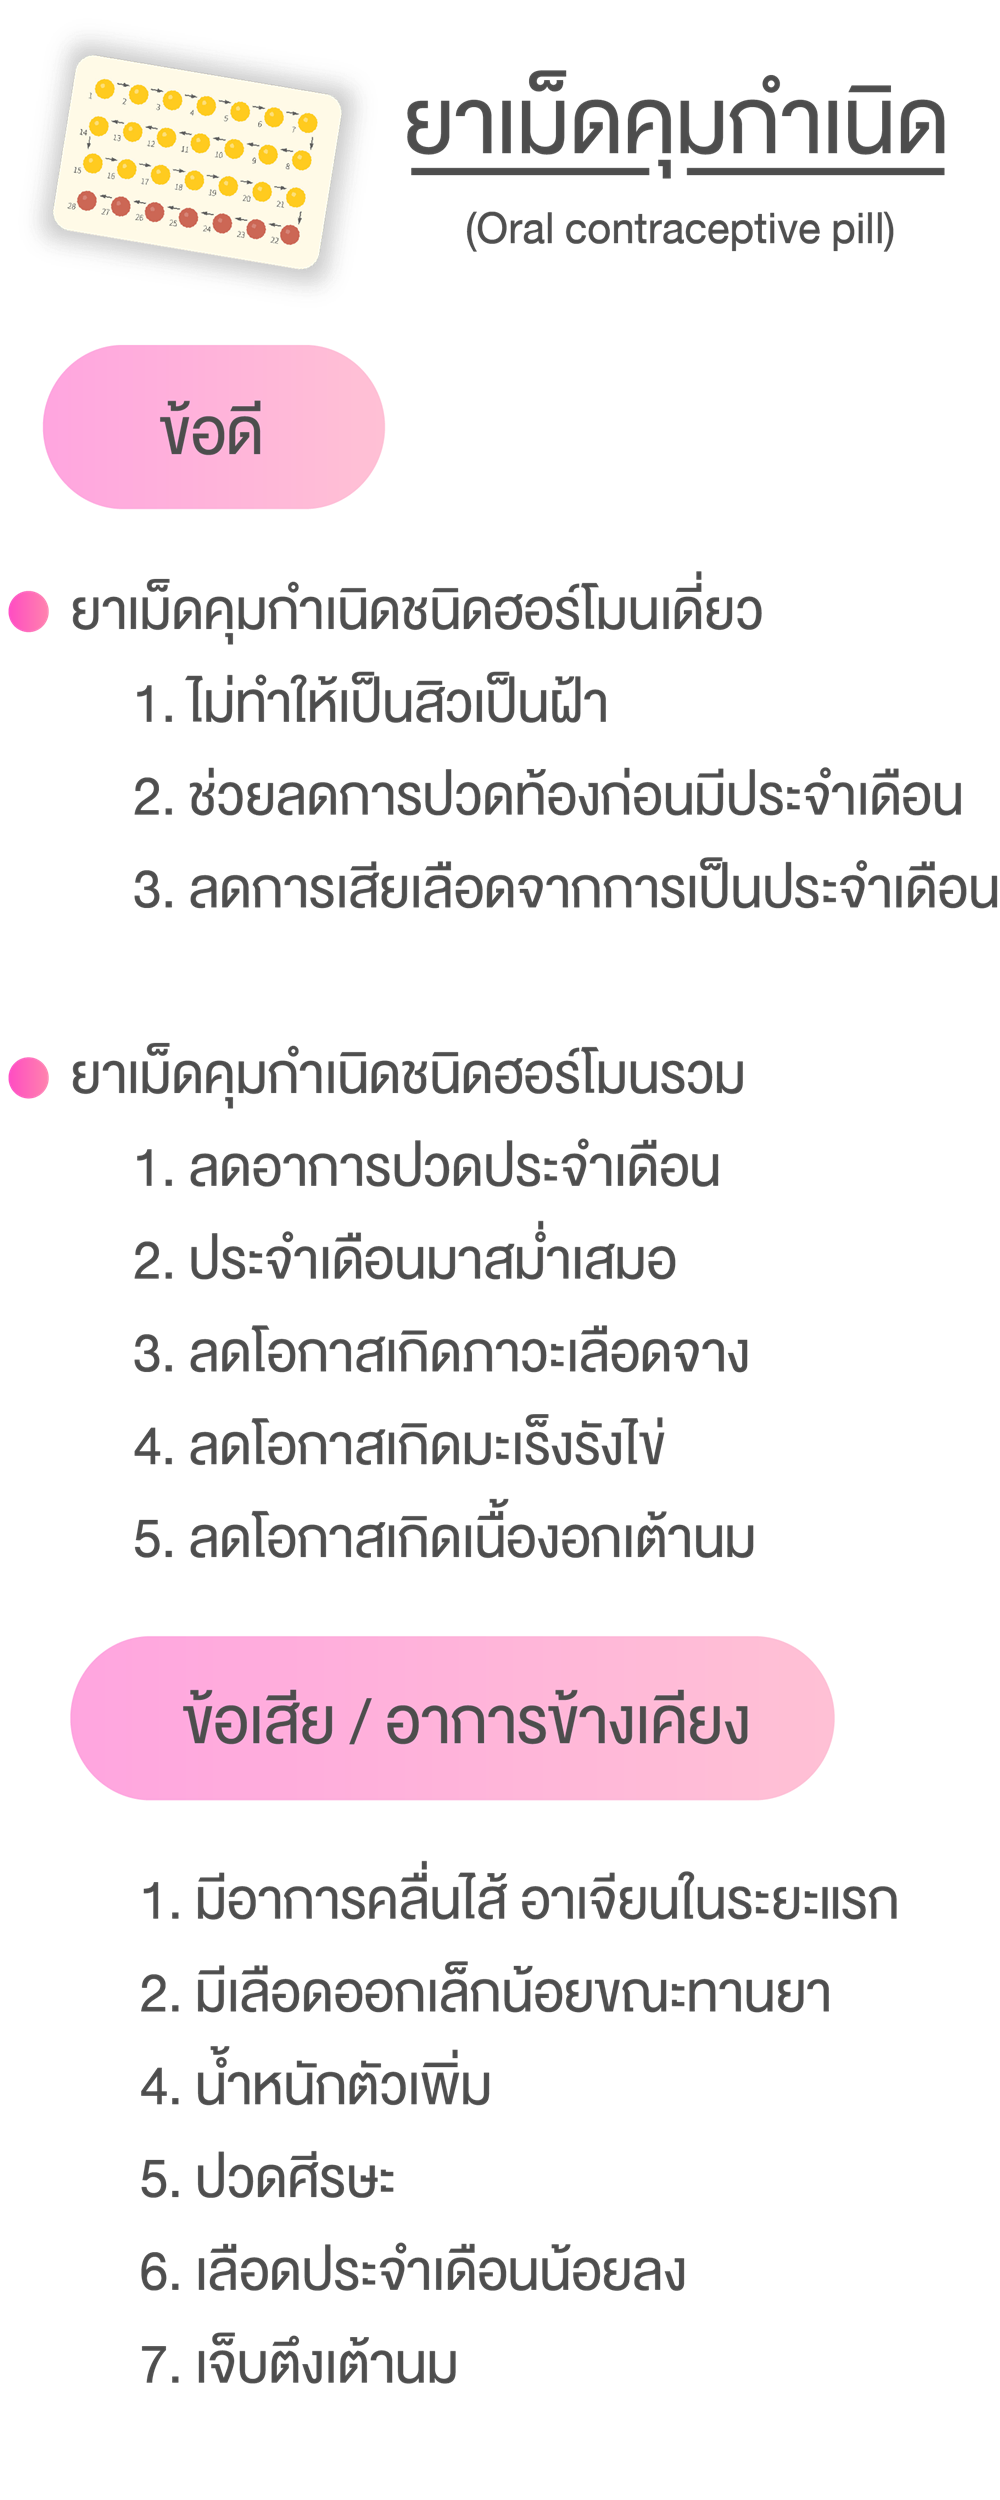 ยาเม็ดคุมกำเนิด
(Oral contraceptive pill)
1 2 3 4 5 6 7
14 13 12 11 10 9 8
15 16 17 18 19 20 21
28 27 26 25 24 23 22
ข้อดี
ยาเม็ดคุมกำเนิดชนิดฮอร์โมนเดี่ยว
1. ไม่ทำให้เป็นสิวเป็นฝ้า
2. ช่วยลดการปวดท้องก่อนมีประจำเดือน
3. ลดการเสียเลือดจากการเป็นประจำเดือน
ยาเม็ดคุมกำเนิดชนิดฮอร์โมนรวม
1. ลดอาการปวดประจำเดือน
2. ประจำเดือนมาสม่ำเสมอ
3. ลดโอกาสเกิดภาวะเลือดจาง
4. ลดโอกาสเกิดมะเร็งรังไข่
5. ลดโอกาสเกิดเนื้องอกเต้านม
ข้อเสีย / อาการข้างเคียง
1. มีอาการคลื่นไส้ อาเจียนในระยะแรก
2. มีเลือดออกเล็กน้อยขณะทานยา
4. น้ำหนักตัวเพิ่ม
5. ปวดศีรษะ
6. เลือดประจำเดือนน้อยลง
7. เจ็บตึงเต้านม